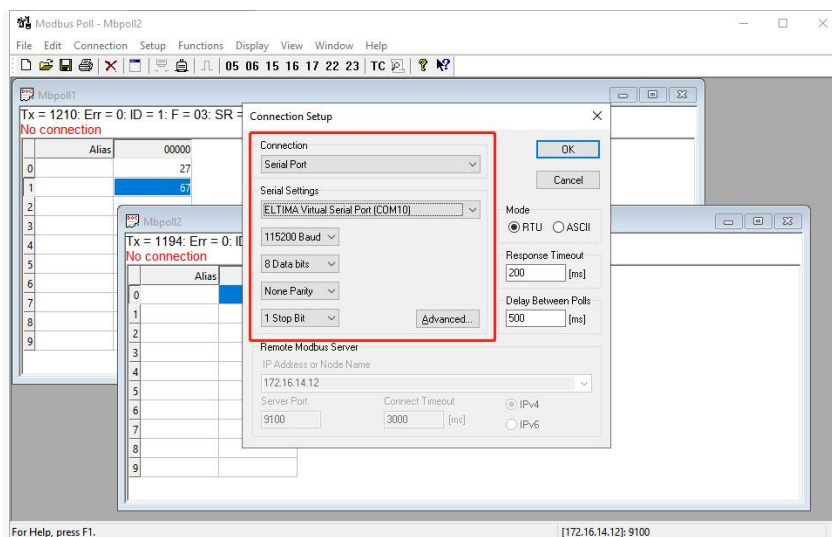 Modbus Poll - Mbpoll2
File Edit Connection Setup Functions Display View Window Help
05 06 15 16 17 22 23 TC
Mbpoll1
Tx = 1210: Err = 0: ID = 1: F = 03: SR =
No connection
Alias 00000
0 27
1 67
2
3
4
5
6
7
8
9
Mbpoll2
Tx = 1194: Err = 0: ID
No connection
Alias
0
1
2
3
4
5
6
7
8
9
Connection Setup
Connection
Serial Port
OK
Cancel
Serial Settings
ELTIMA Virtual Serial Port (COM10)
115200 Baud
8 Data bits
None Parity
1 Stop Bit
Advanced...
Mode
RTU ASCII
Response Timeout
200 [ms]
Delay Between Polls
500 [ms]
Remote Modbus Server
IP Address or Node Name
172.16.14.12
Server Port Connect Timeout
9100 3000 [ms]
IPv4
IPv6
For Help, press F1.
[172.16.14.12]: 9100